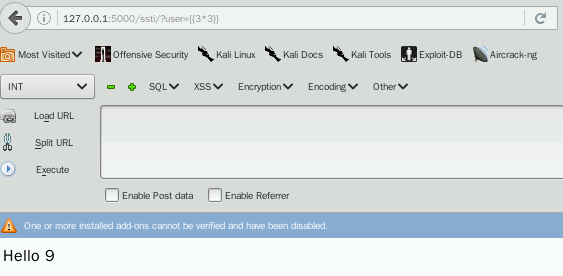 127.0.0.1:5000/ssti/?user={{3*3}}
Most Visited Offensive Security Kali Linux Kali Docs Kali Tools Exploit-DB Aircrack-ng
INT SQL XSS Encryption Encoding Other
Load URL
Split URL
Execute
Enable Post data Enable Referrer
One or more installed add-ons cannot be verified and have been disabled.
Hello 9